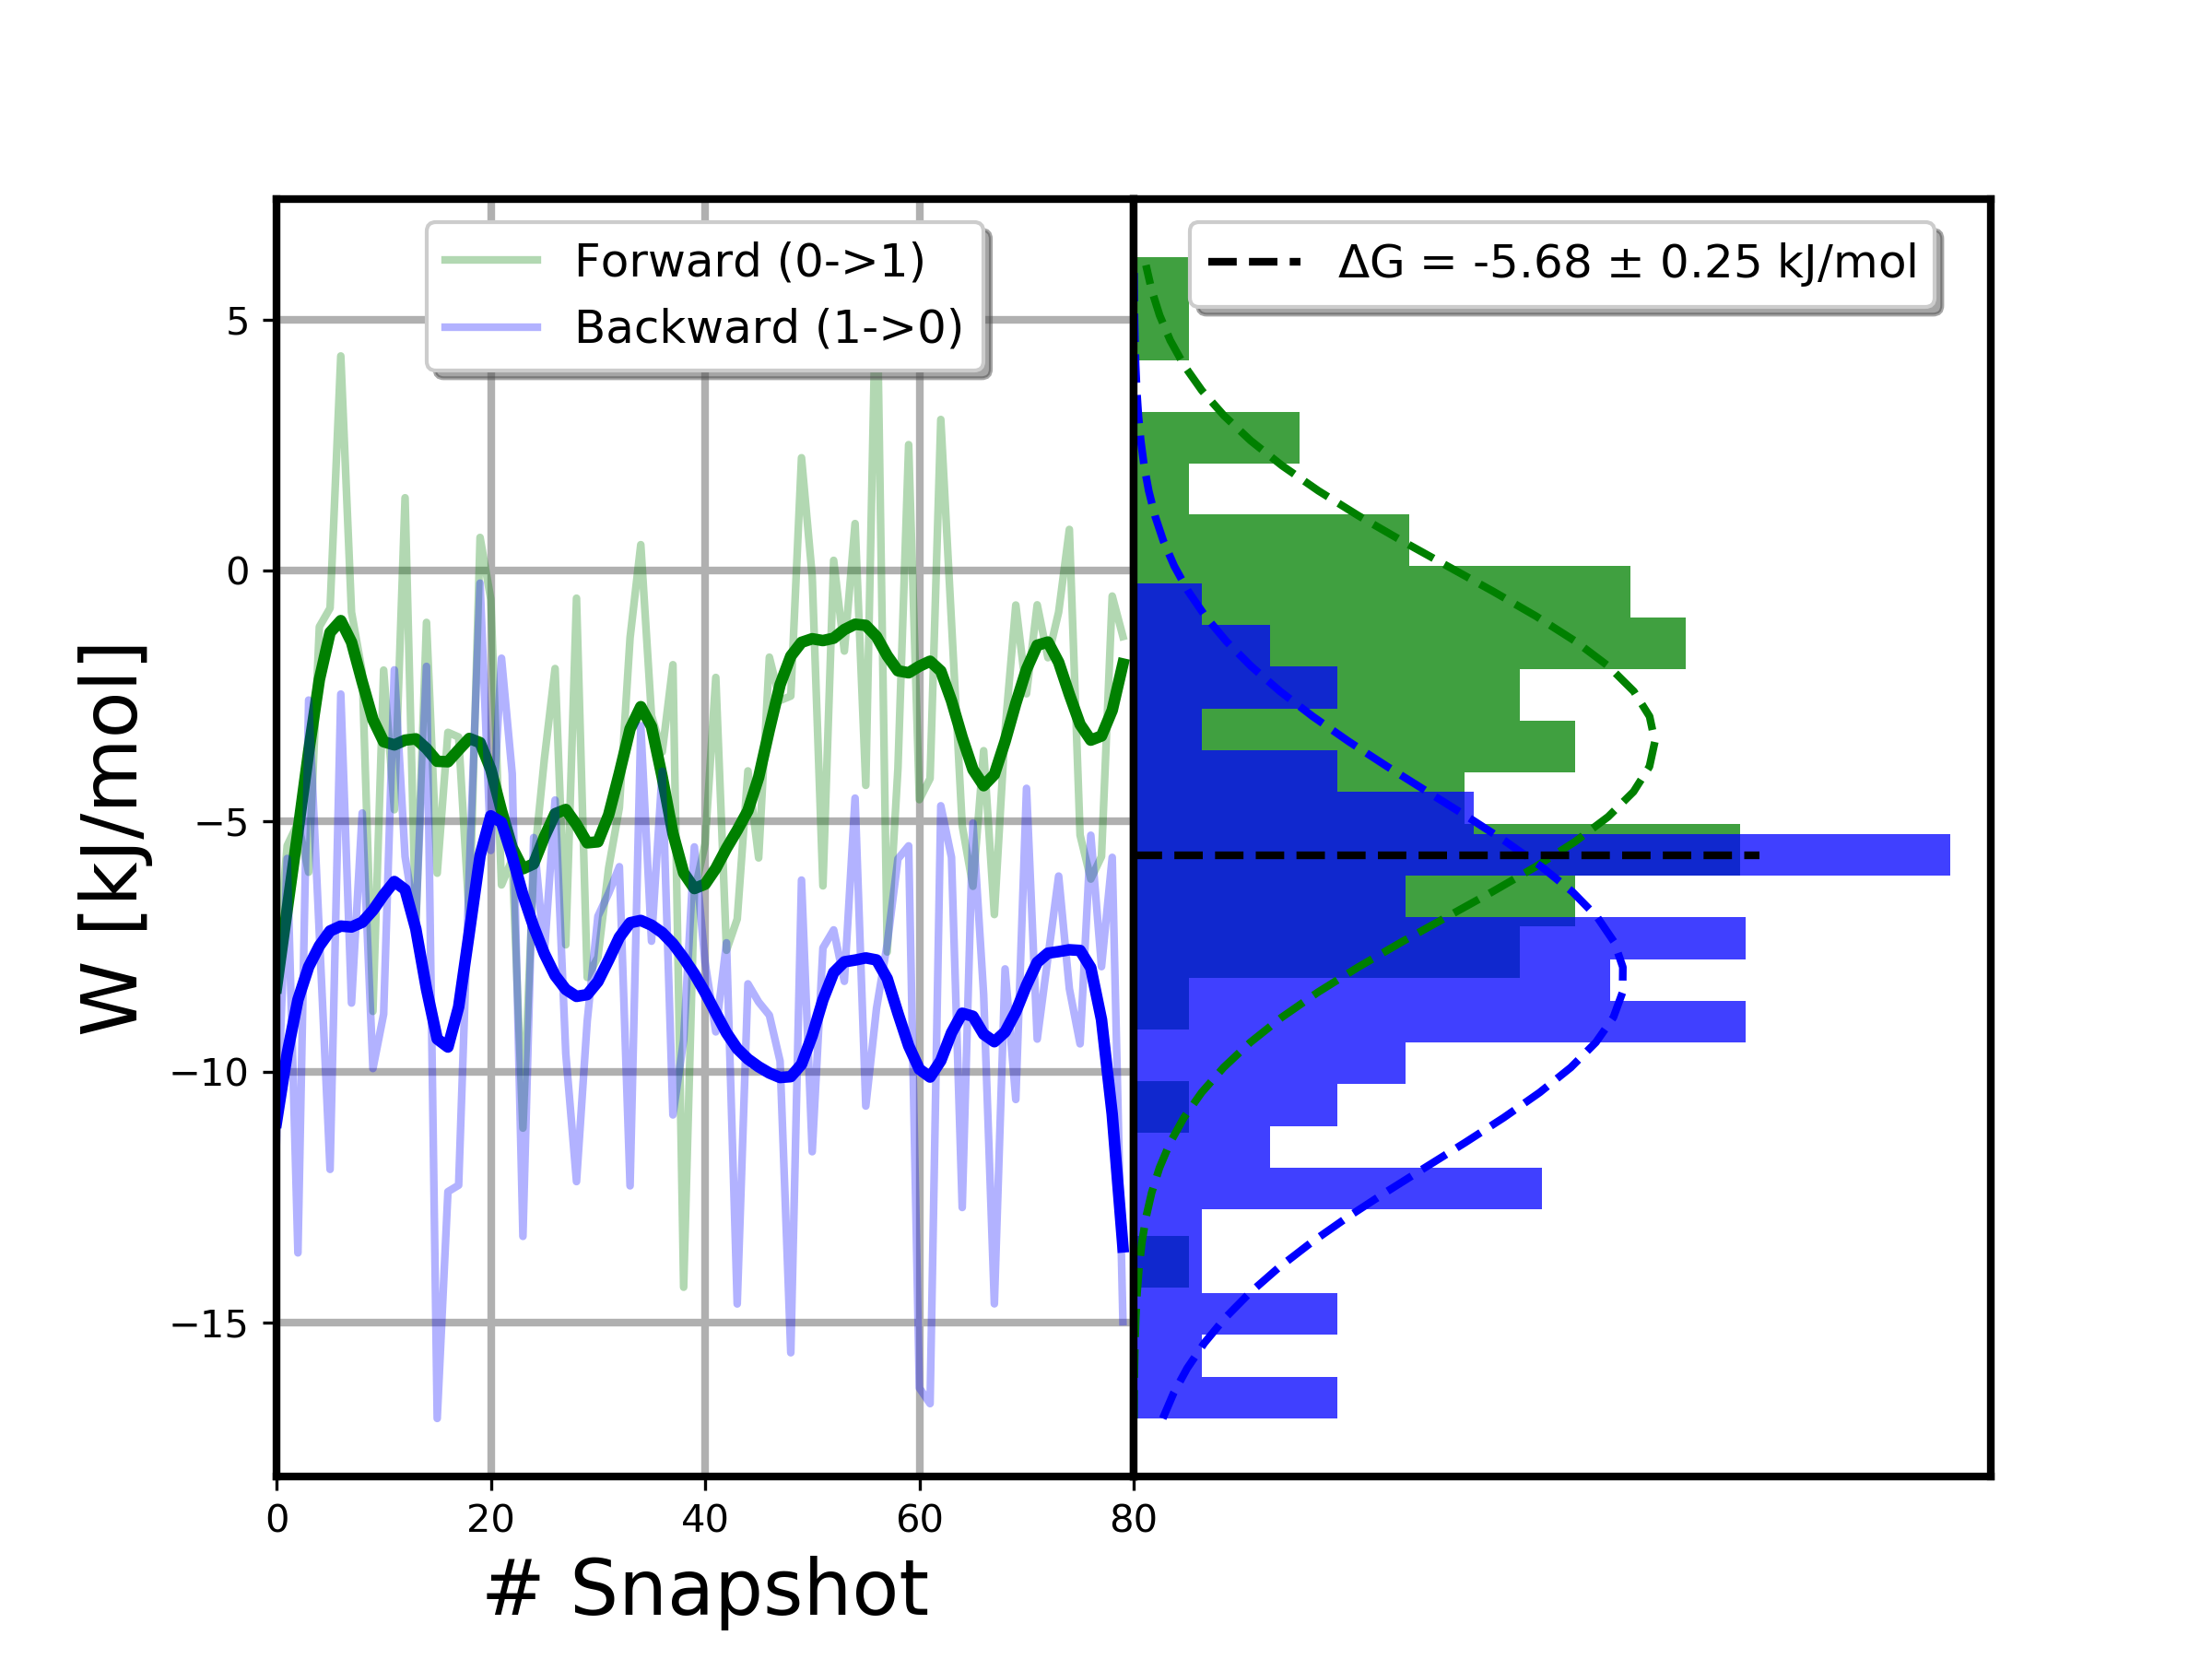 Forward (0->1)
Backward (1->0)
ΔG = -5.68 ± 0.25 kJ/mol
W [kJ/mol]
5
0
−5
−10
−15
0 20 40 60 80
# Snapshot